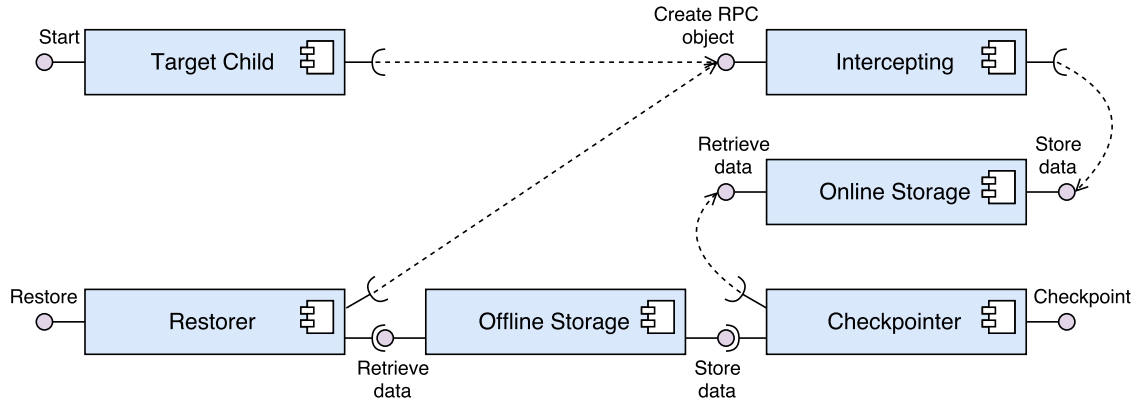 Start
Target Child
Create RPC
object
Intercepting
Retrieve
data
Online Storage
Store
data
Restore
Restorer
Retrieve
data
Offline Storage
Store
data
Checkpointer
Checkpoint